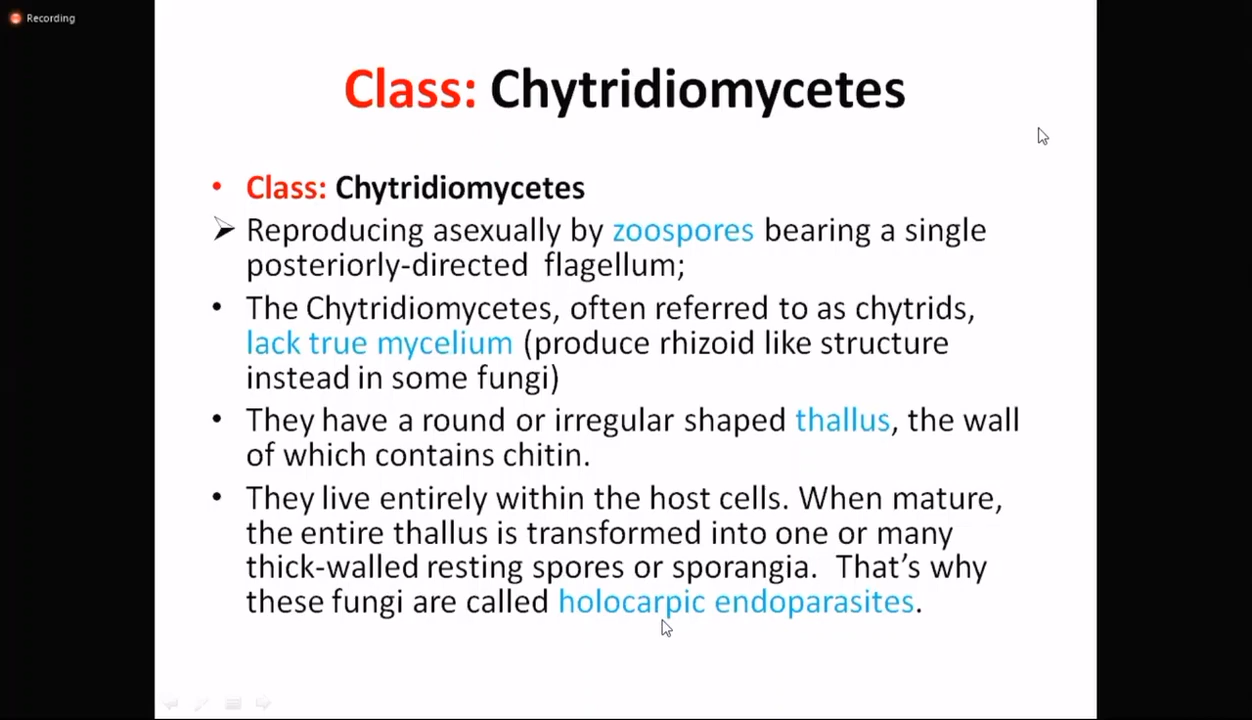 Recording
Class: Chytridiomycetes
• Class: Chytridiomycetes
➢ Reproducing asexually by zoospores bearing a single
posteriorly-directed flagellum;
• The Chytridiomycetes, often referred to as chytrids,
lack true mycelium (produce rhizoid like structure
instead in some fungi)
• They have a round or irregular shaped thallus, the wall
of which contains chitin.
• They live entirely within the host cells. When mature,
the entire thallus is transformed into one or many
thick-walled resting spores or sporangia. That’s why
these fungi are called holocarpic endoparasites.